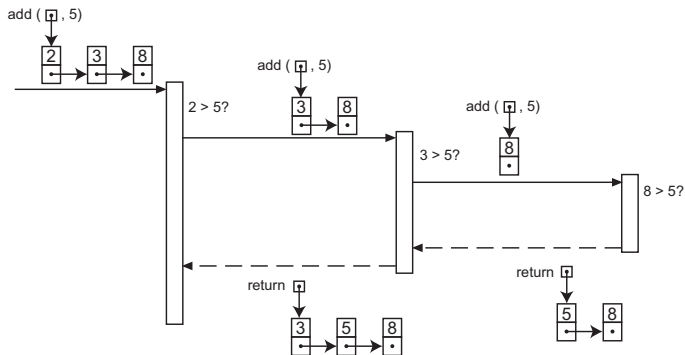 add ( , 5)
2 3 8
2 > 5?
add ( , 5)
3 8
3 > 5?
add ( , 5)
8
8 > 5?
return
3 5 8
return
5 8